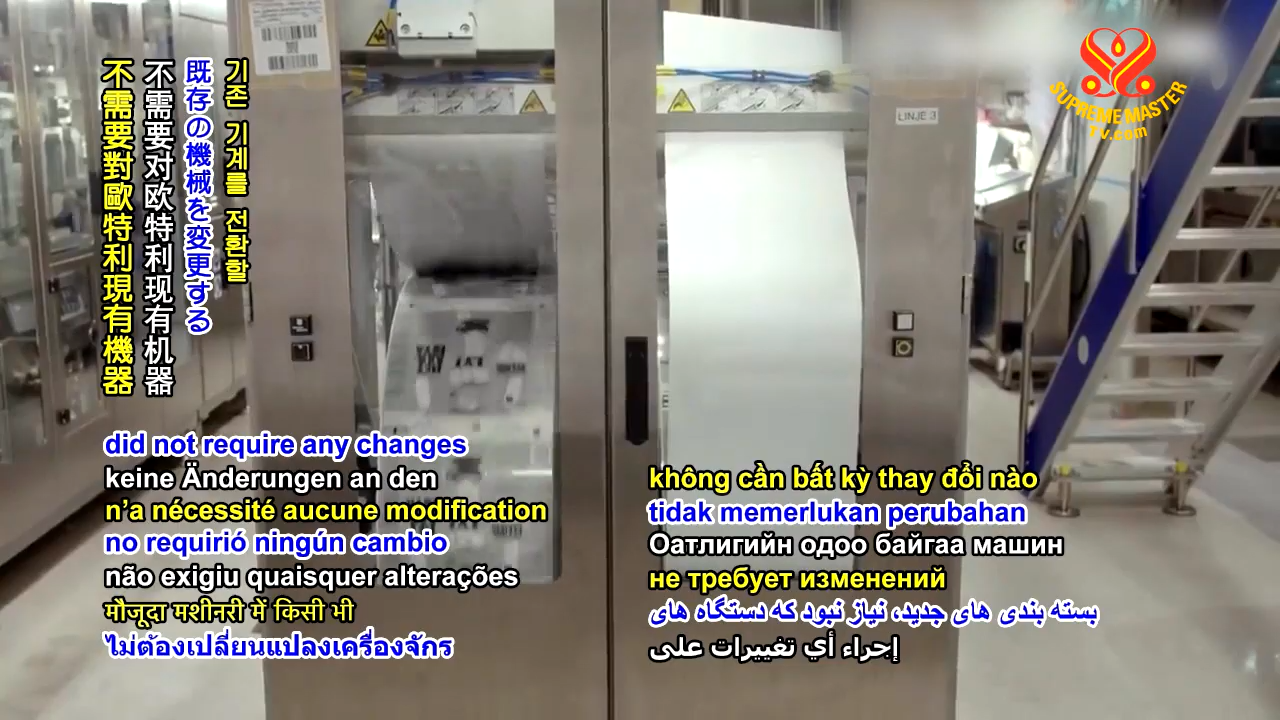 SUPREME MASTER
TV.com
LINJE 3
기존 기계를 전환할
既存の機械を変更する
不需要对欧特利现有机器
不需要對歐特利現有機器
did not require any changes
keine Änderungen an den
n’a nécessité aucune modification
no requirió ningún cambio
não exigiu quaisquer alterações
मौजूदा मशीनरी में किसी भी
ไม่ต้องเปลี่ยนแปลงเครื่องจักร
không cần bất kỳ thay đổi nào
tidak memerlukan perubahan
Оатлигийн одоо байгаа машин
не требует изменений
بسته بندی های جدید، نیاز نبود که دستگاه های
إجراء أي تغييرات على